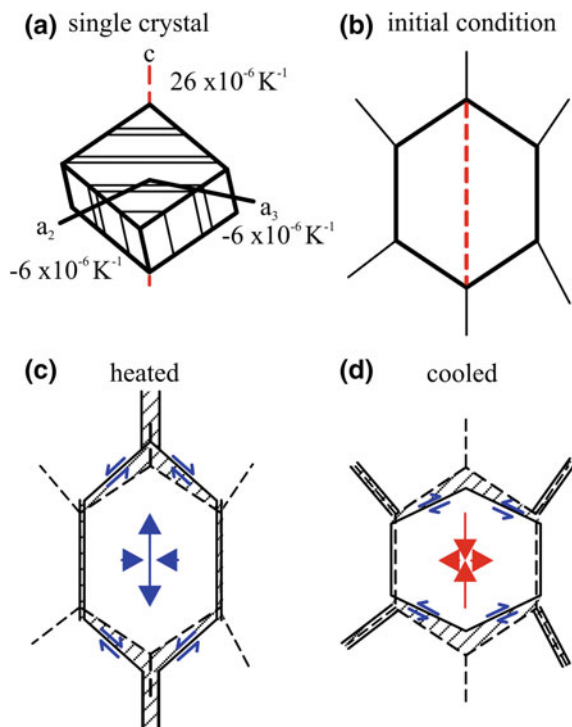 (a) single crystal
c
26 x10⁻⁶ K⁻¹
a₂
a₃
-6 x10⁻⁶ K⁻¹
-6 x10⁻⁶ K⁻¹
(b) initial condition
(c) heated
(d) cooled